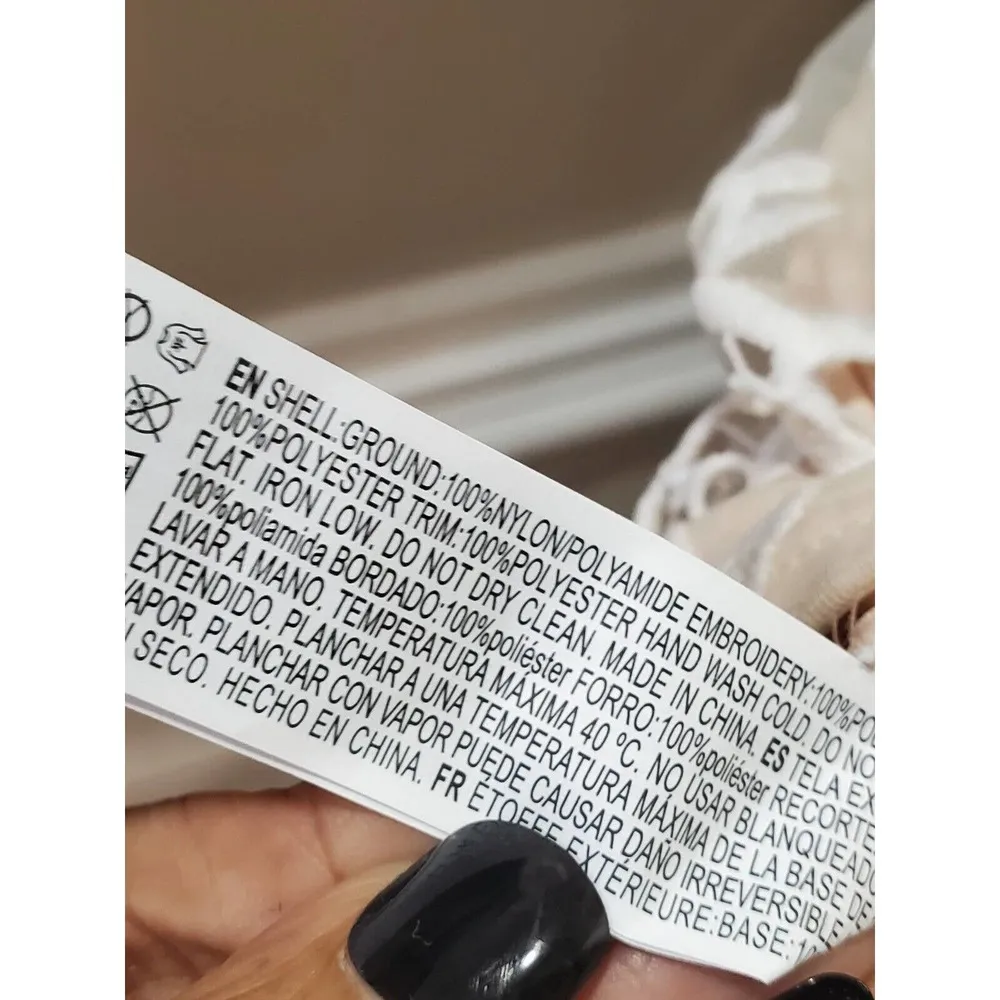 EN SHELL:GROUND:100%NYLON/POLYAMIDE EMBROIDERY:100%PO
100%POLYESTER TRIM:100%POLYESTER HAND WASH COLD. DO NO
FLAT. IRON LOW. DO NOT DRY CLEAN. MADE IN CHINA. ES TELA EX
100%poliamida BORDADO:100%poliéster FORRO:100%poliéster RECORTE
LAVAR A MANO. TEMPERATURA MÁXIMA 40 ºC. NO USAR BLANQUEADO
EXTENDIDO. PLANCHAR A UNA TEMPERATURA MÁXIMA DE LA BASE DE
VAPOR. PLANCHAR CON VAPOR PUEDE CAUSAR DAÑO IRREVERSIBLE
SECO. HECHO EN CHINA. FR ÉTOFFE EXTÉRIEURE:BASE:10